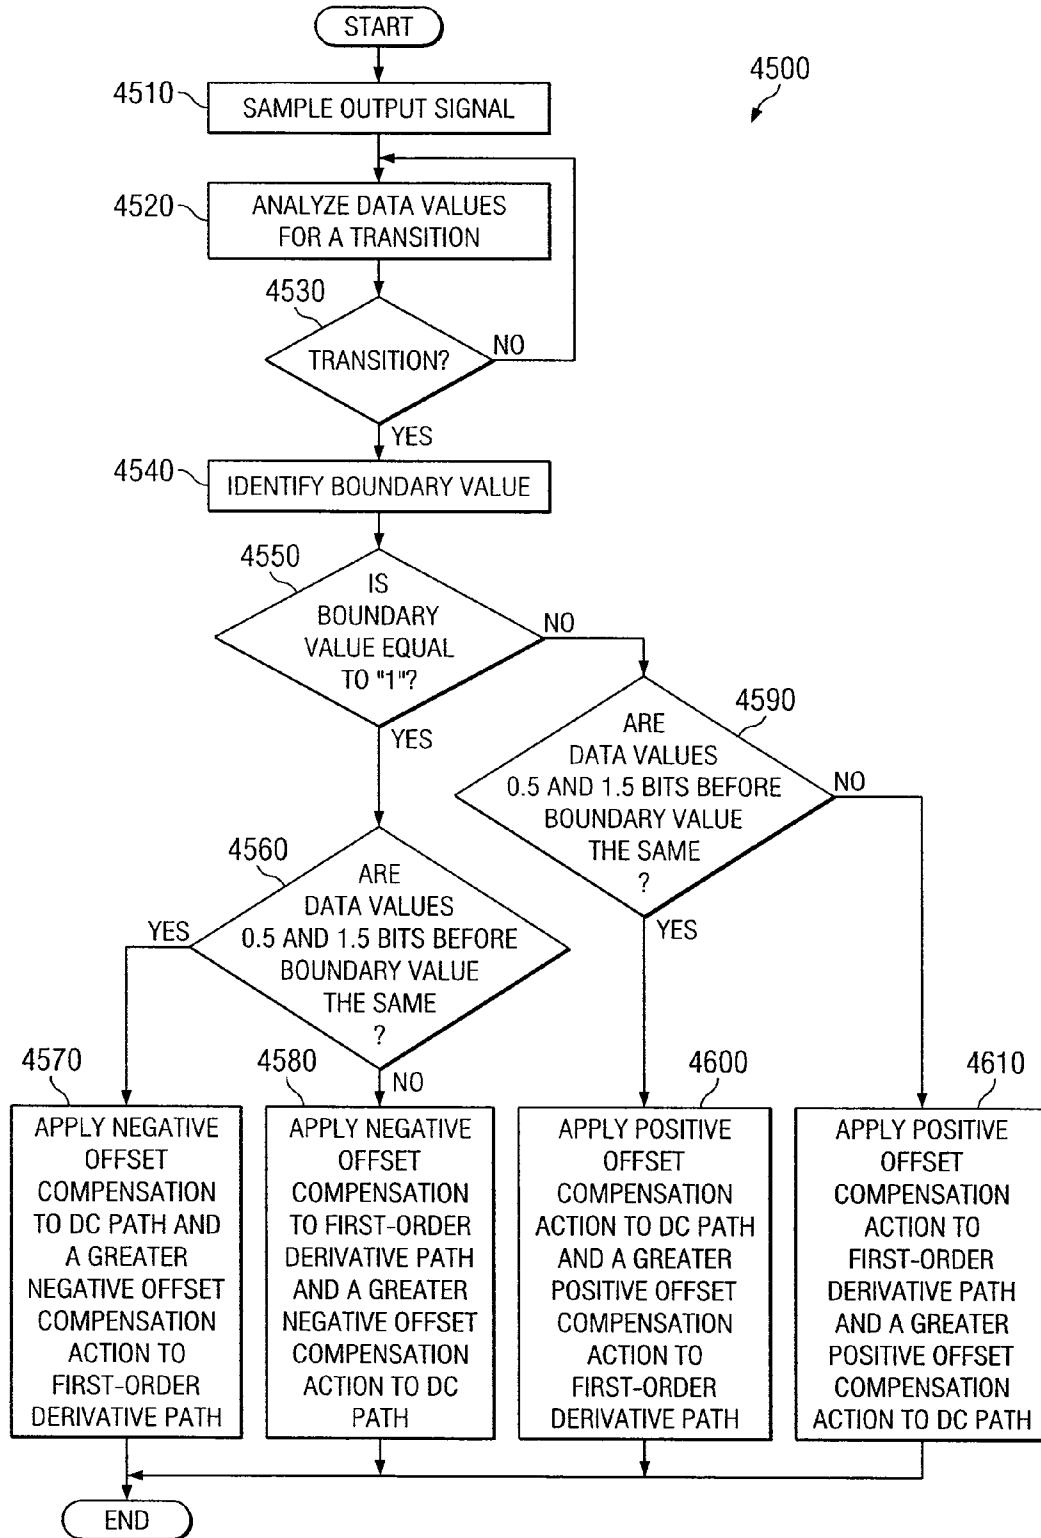 START
4500
4510
SAMPLE OUTPUT SIGNAL
4520
ANALYZE DATA VALUES
FOR A TRANSITION
4530
TRANSITION?
NO
YES
4540
IDENTIFY BOUNDARY VALUE
4550
IS
BOUNDARY
VALUE EQUAL
TO "1"?
NO
YES
4590
ARE
DATA VALUES
0.5 AND 1.5 BITS BEFORE
BOUNDARY VALUE
THE SAME
?
NO
YES
4560
ARE
DATA VALUES
0.5 AND 1.5 BITS BEFORE
BOUNDARY VALUE
THE SAME
?
YES
NO
4570
APPLY NEGATIVE
OFFSET
COMPENSATION
TO DC PATH AND
A GREATER
NEGATIVE OFFSET
COMPENSATION
ACTION TO
FIRST-ORDER
DERIVATIVE PATH
4580
APPLY NEGATIVE
OFFSET
COMPENSATION
TO FIRST-ORDER
DERIVATIVE PATH
AND A GREATER
NEGATIVE OFFSET
COMPENSATION
ACTION TO DC
PATH
4600
APPLY POSITIVE
OFFSET
COMPENSATION
ACTION TO DC PATH
AND A GREATER
POSITIVE OFFSET
COMPENSATION
ACTION TO
FIRST-ORDER
DERIVATIVE PATH
4610
APPLY POSITIVE
OFFSET
COMPENSATION
ACTION TO
FIRST-ORDER
DERIVATIVE PATH
AND A GREATER
POSITIVE OFFSET
COMPENSATION
ACTION TO DC PATH
END